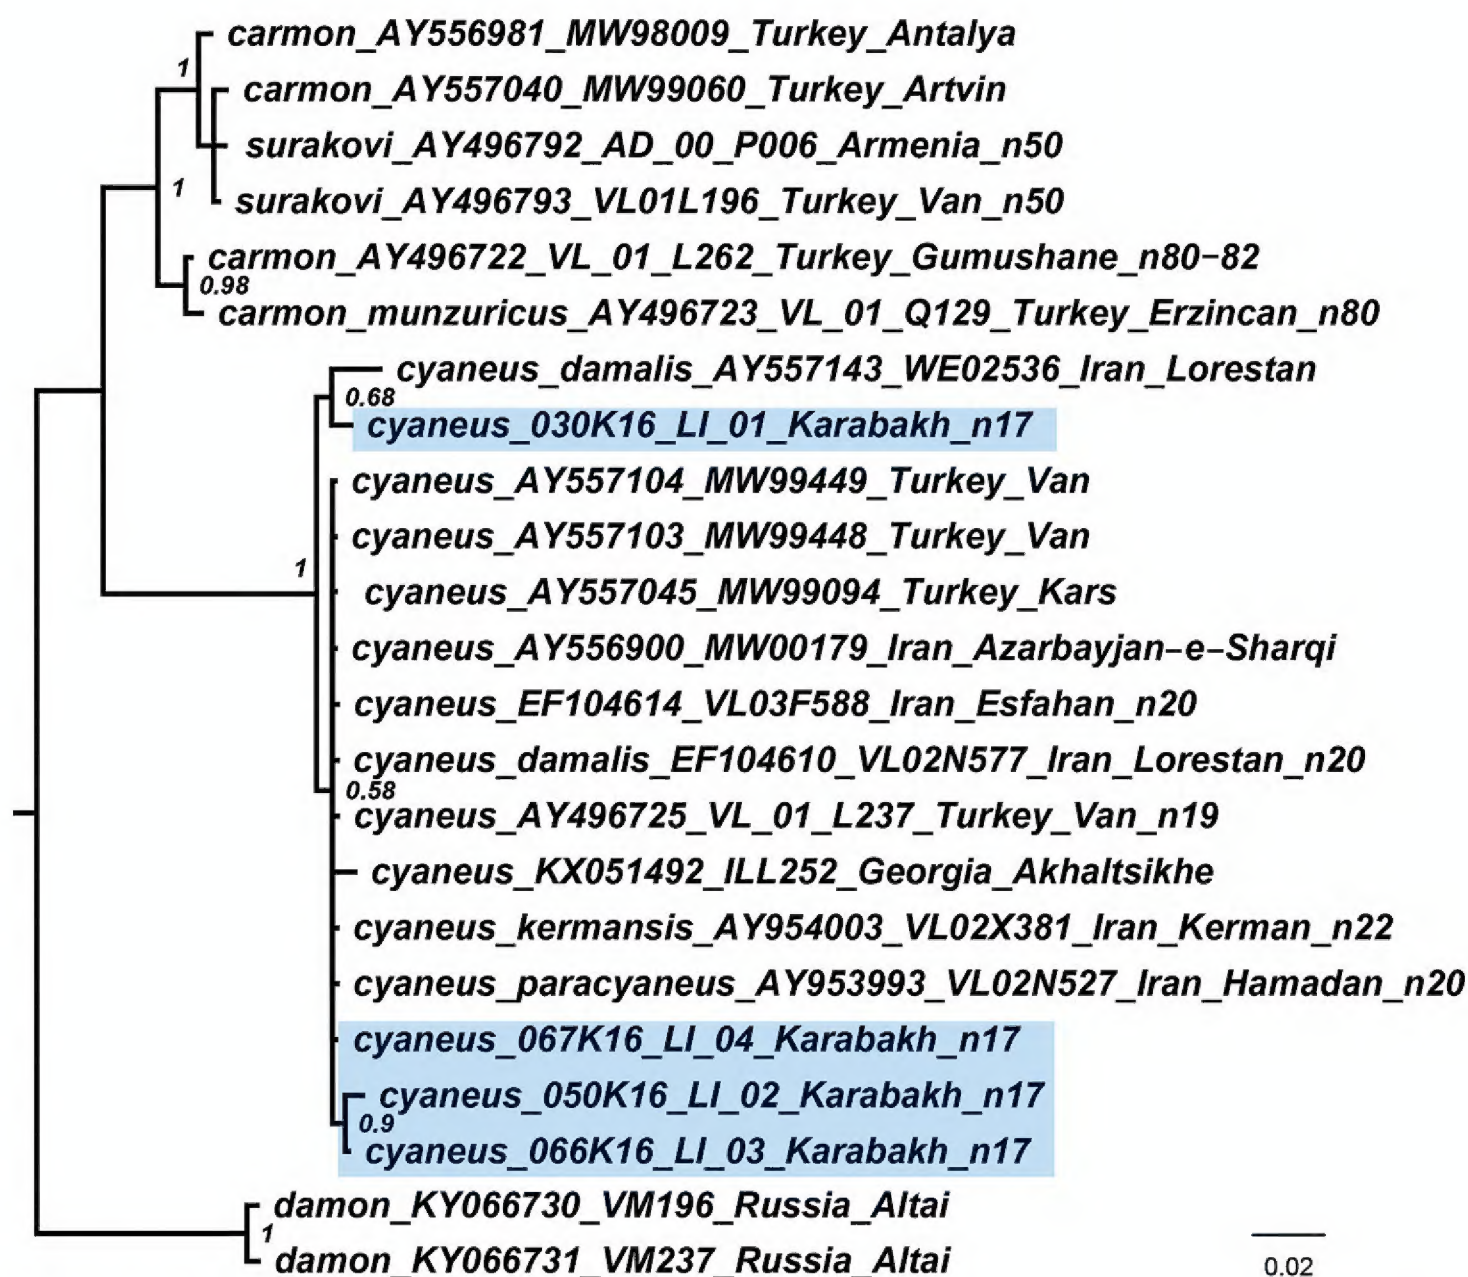 carmon_AY556981_MW98009_Turkey_Antalya
1
carmon_AY557040_MW99060_Turkey_Artvin
surakovi_AY496792_AD_00_P006_Armenia_n50
1
surakovi_AY496793_VL01L196_Turkey_Van_n50
carmon_AY496722_VL_01_L262_Turkey_Gumushane_n80-82
0.98
carmon_munzuricus_AY496723_VL_01_Q129_Turkey_Erzincan_n80
cyaneus_damalis_AY557143_WE02536_Iran_Lorestan
0.68
cyaneus_030K16_LI_01_Karabakh_n17
cyaneus_AY557104_MW99449_Turkey_Van
cyaneus_AY557103_MW99448_Turkey_Van
1
cyaneus_AY557045_MW99094_Turkey_Kars
cyaneus_AY556900_MW00179_Iran_Azarbayjan-e-Sharqi
cyaneus_EF104614_VL03F588_Iran_Esfahan_n20
cyaneus_damalis_EF104610_VL02N577_Iran_Lorestan_n20
0.58
cyaneus_AY496725_VL_01_L237_Turkey_Van_n19
cyaneus_KX051492_ILL252_Georgia_Akhaltsikhe
cyaneus_kermansis_AY954003_VL02X381_Iran_Kerman_n22
cyaneus_paracyaneus_AY953993_VL02N527_Iran_Hamadan_n20
cyaneus_067K16_LI_04_Karabakh_n17
cyaneus_050K16_LI_02_Karabakh_n17
0.9
cyaneus_066K16_LI_03_Karabakh_n17
damon_KY066730_VM196_Russia_Altai
1
damon_KY066731_VM237_Russia_Altai
0.02